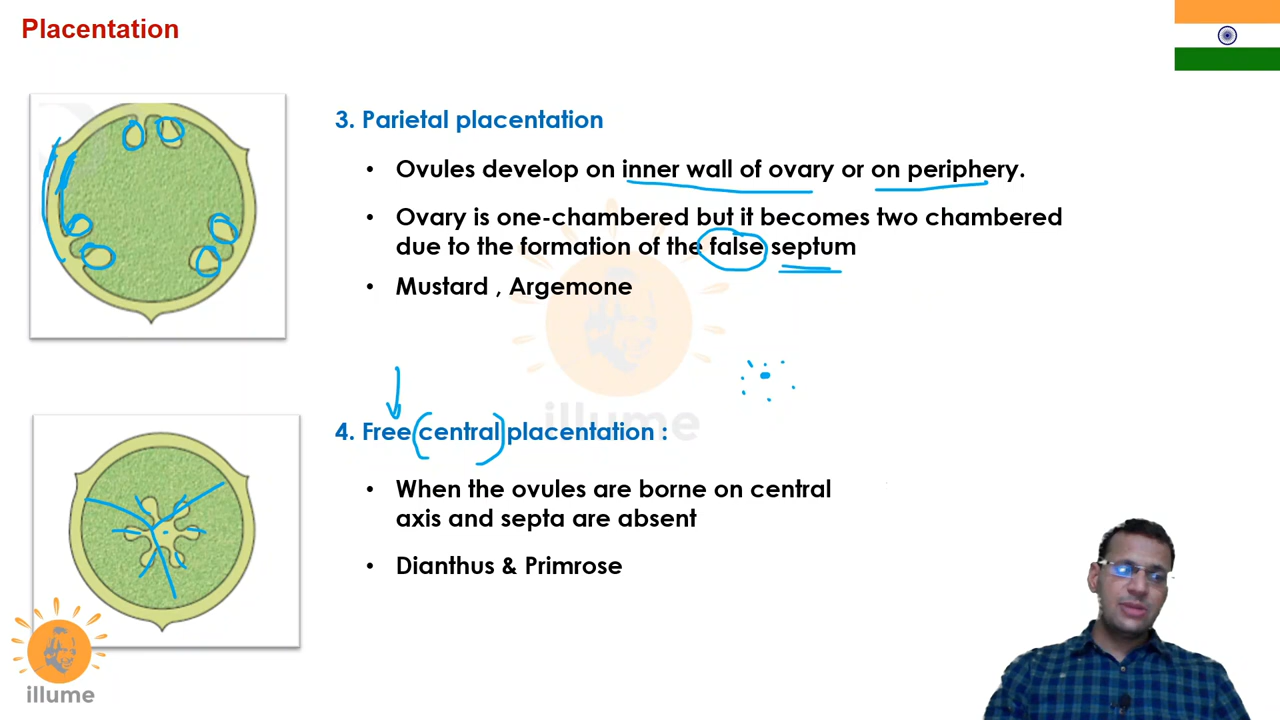 Placentation
3. Parietal placentation
• Ovules develop on inner wall of ovary or on periphery.
• Ovary is one-chambered but it becomes two chambered
due to the formation of the false septum
• Mustard , Argemone
illume
4. Free central placentation :
• When the ovules are borne on central
axis and septa are absent
• Dianthus & Primrose
illume